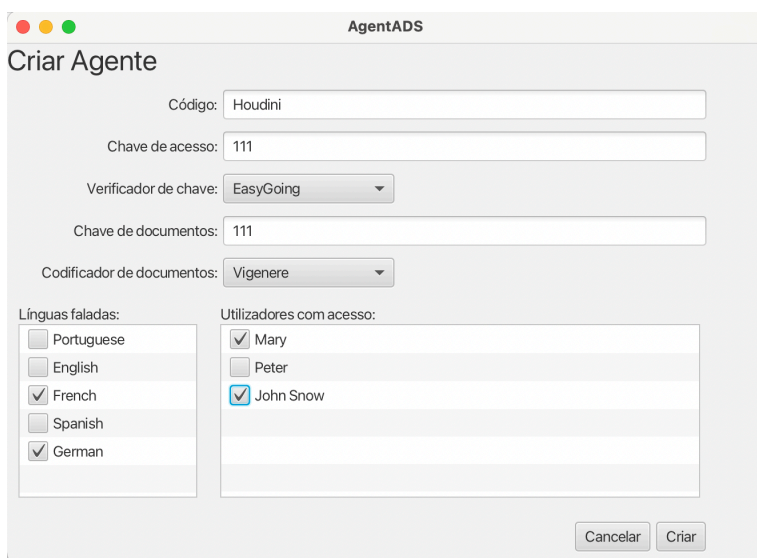 AgentADS
Criar Agente
Código: Houdini
Chave de acesso: 111
Verificador de chave: EasyGoing
Chave de documentos: 111
Codificador de documentos: Vigenere
Línguas faladas:
Portuguese
English
French
Spanish
German
Utilizadores com acesso:
Mary
Peter
John Snow
Cancelar Criar